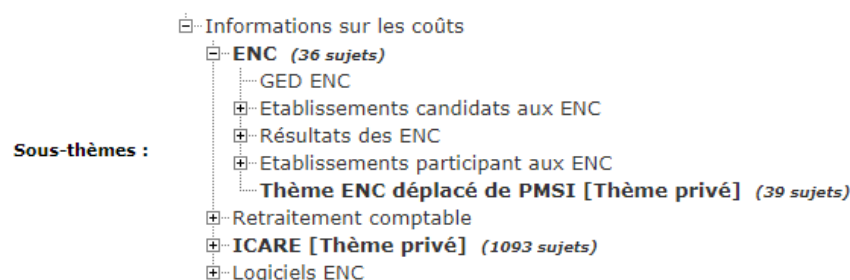 Informations sur les coûts
ENC (36 sujets)
GED ENC
Etablissements candidats aux ENC
Résultats des ENC
Sous-thèmes :
Etablissements participant aux ENC
Thème ENC déplacé de PMSI [Thème privé] (39 sujets)
Retraitement comptable
ICARE [Thème privé] (1093 sujets)
Logiciels ENC